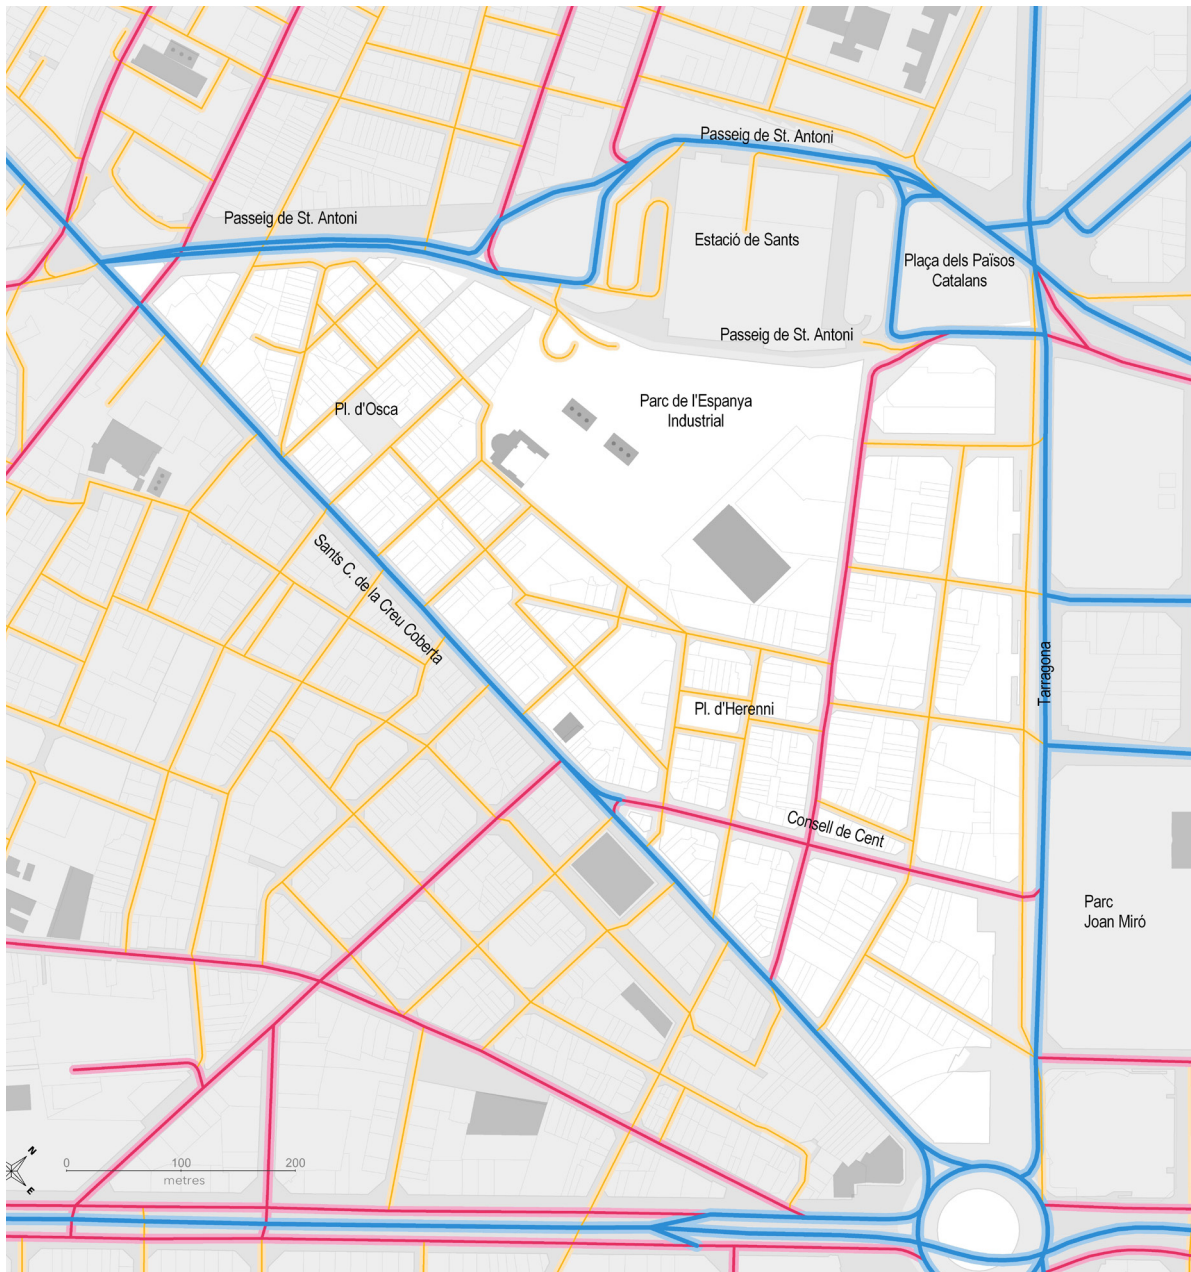 Passeig de St. Antoni
Passeig de St. Antoni
Estació de Sants
Plaça dels Països
Catalans
Passeig de St. Antoni
Parc de l'Espanya
Industrial
Pl. d'Osca
Sants C. de la Creu Coberta
Tarragona
Pl. d'Herenni
Consell de Cent
Parc
Joan Miró
N
E
0 100 200
metres